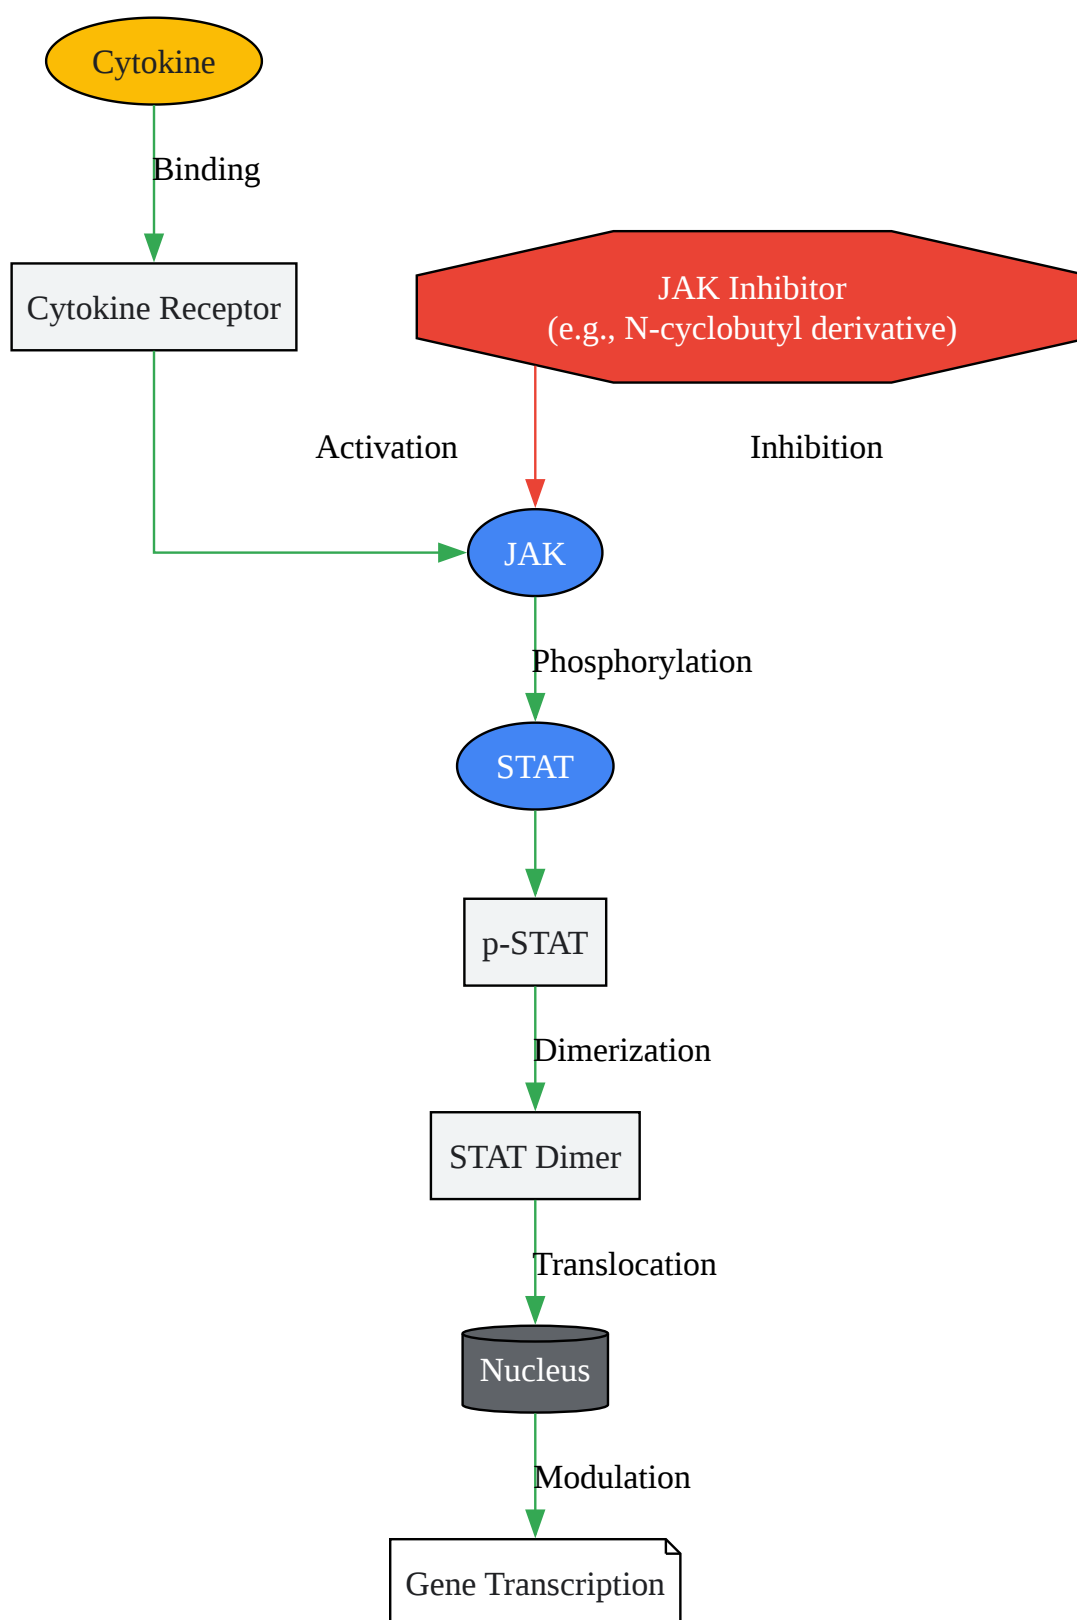 Cytokine
Binding
Cytokine Receptor
JAK Inhibitor
(e.g., N-cyclobutyl derivative)
Activation
Inhibition
JAK
Phosphorylation
STAT
p-STAT
Dimerization
STAT Dimer
Translocation
Nucleus
Modulation
Gene Transcription